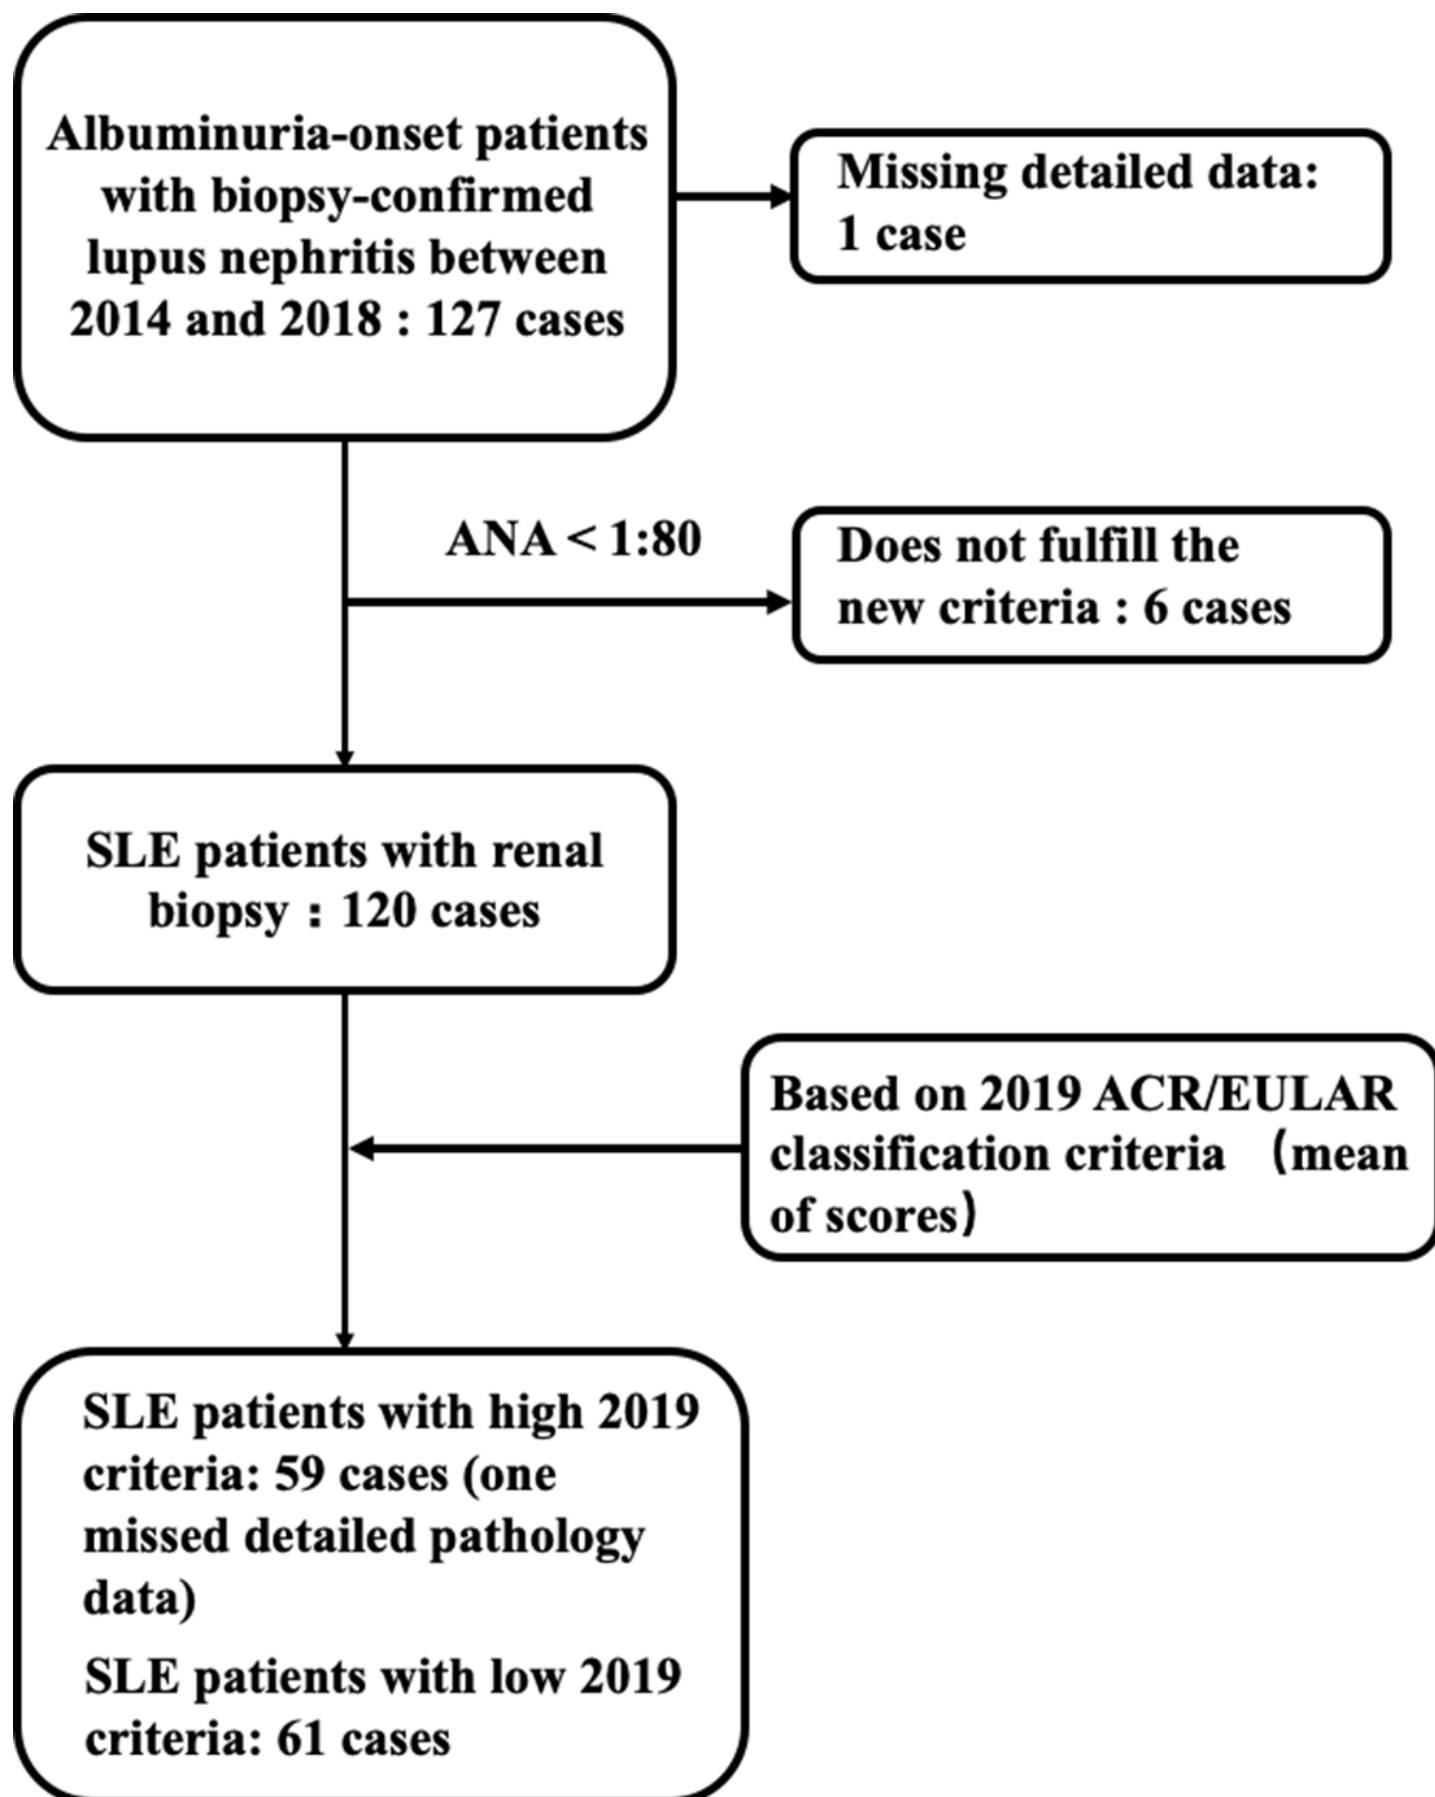 Albuminuria-onset patients
with biopsy-confirmed
lupus nephritis between
2014 and 2018 : 127 cases
Missing detailed data:
1 case
ANA < 1:80
Does not fulfill the
new criteria : 6 cases
SLE patients with renal
biopsy : 120 cases
Based on 2019 ACR/EULAR
classification criteria (mean
of scores)
SLE patients with high 2019
criteria: 59 cases (one
missed detailed pathology
data)
SLE patients with low 2019
criteria: 61 cases